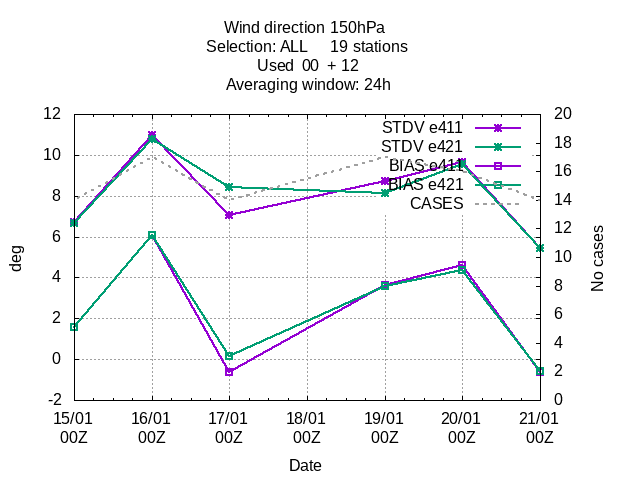 Wind direction 150hPa
Selection: ALL 19 stations
Used 00 + 12
Averaging window: 24h
STDV e411
STDV e421
BIAS e411
BIAS e421
CASES
deg
12
10
8
6
4
2
0
-2
No cases
20
18
16
14
12
10
8
6
4
2
0
15/01 16/01 17/01 18/01 19/01 20/01 21/01
00Z 00Z 00Z 00Z 00Z 00Z 00Z
Date